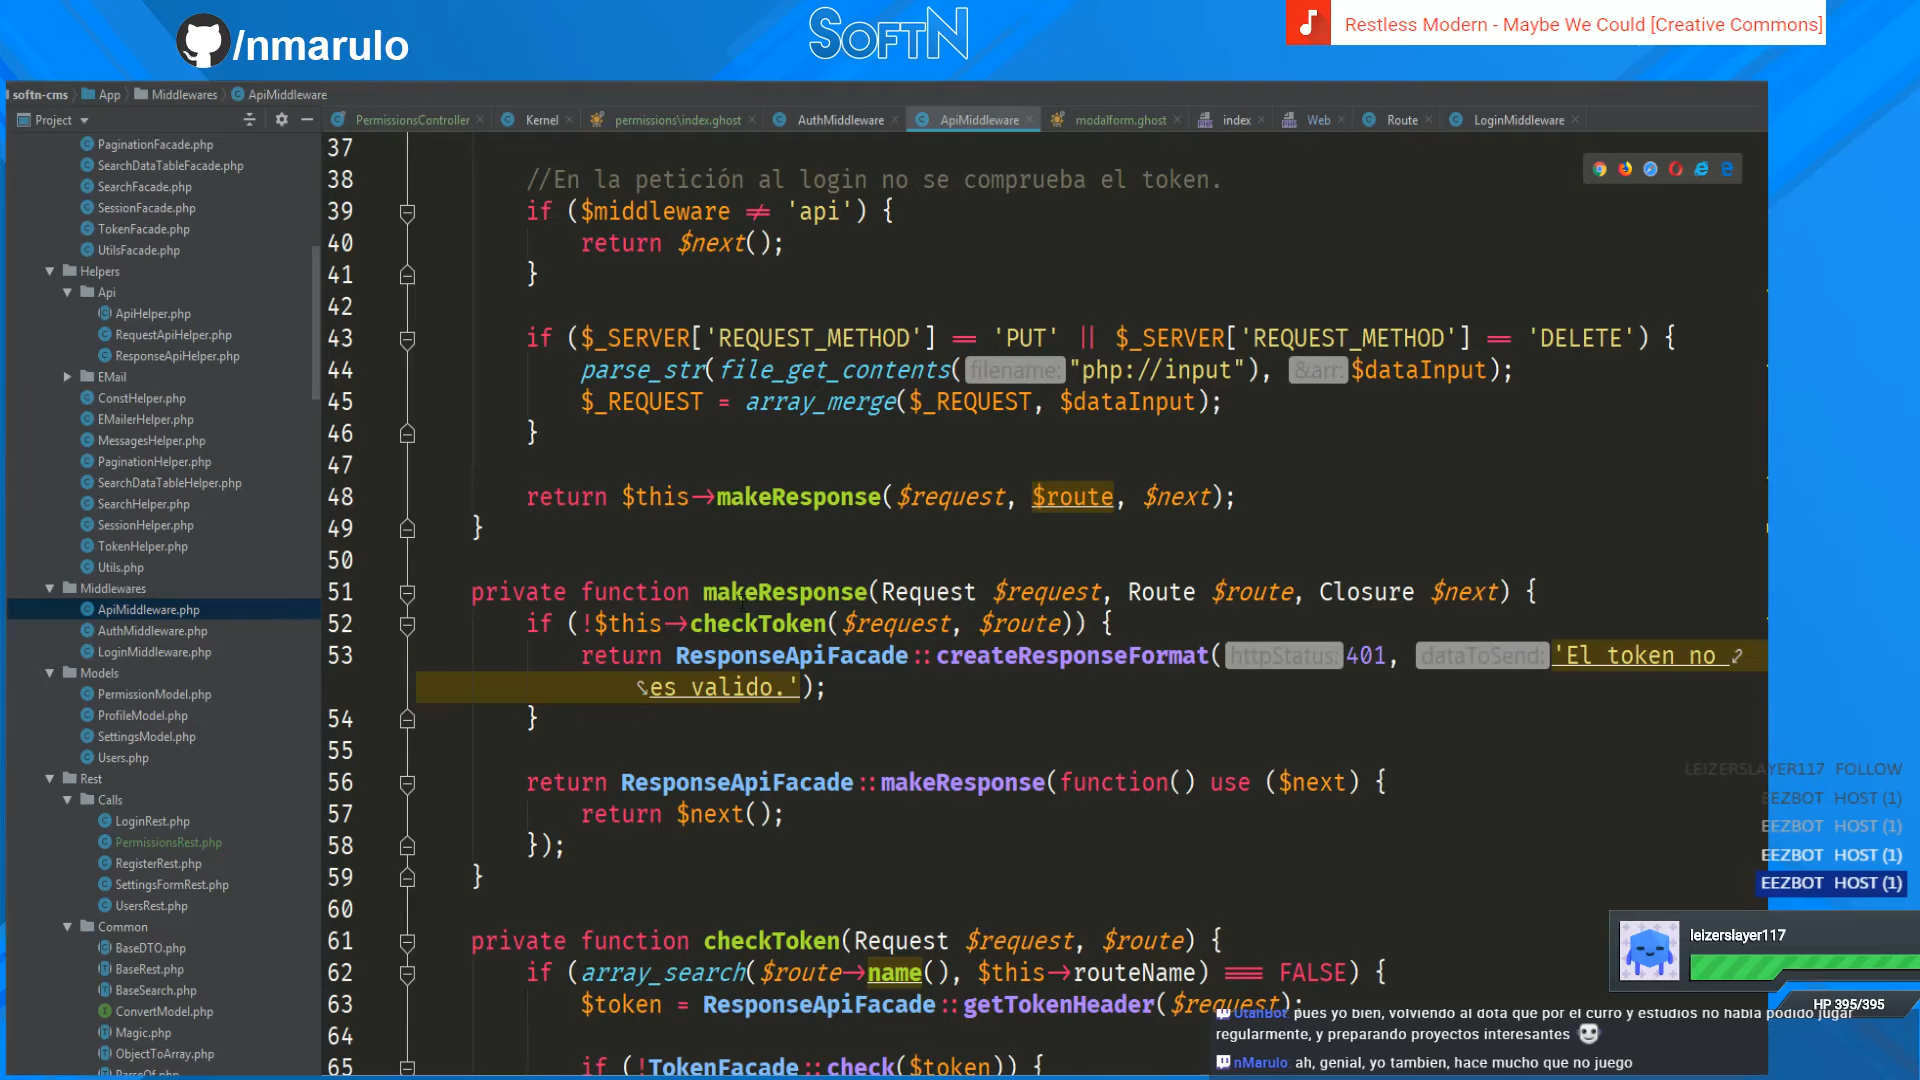 /nmarulo
SOFTN
Restless Modern - Maybe We Could [Creative Commons]
softn-cms App Middlewares ApiMiddleware
Project
PermissionsController Kernel permissions\index.ghost AuthMiddleware ApiMiddleware modalform.ghost index Web Route LoginMiddleware
PaginationFacade.php
SearchDataTableFacade.php
SearchFacade.php
SessionFacade.php
TokenFacade.php
UtilsFacade.php
Helpers
Api
ApiHelper.php
RequestApiHelper.php
ResponseApiHelper.php
EMail
ConstHelper.php
EMailerHelper.php
MessagesHelper.php
PaginationHelper.php
SearchDataTableHelper.php
SearchHelper.php
SessionHelper.php
TokenHelper.php
Utils.php
Middlewares
ApiMiddleware.php
AuthMiddleware.php
LoginMiddleware.php
Models
PermissionModel.php
ProfileModel.php
SettingsModel.php
Users.php
Rest
Calls
LoginRest.php
PermissionsRest.php
RegisterRest.php
SettingsFormRest.php
UsersRest.php
Common
BaseDTO.php
BaseRest.php
BaseSearch.php
ConvertModel.php
Magic.php
ObjectToArray.php
ParseOf.php
37
38 //En la petición al login no se comprueba el token.
39 if ($middleware ≠ 'api') {
40 return $next();
41 }
42
43 if ($_SERVER['REQUEST_METHOD'] == 'PUT' || $_SERVER['REQUEST_METHOD'] == 'DELETE') {
44 parse_str(file_get_contents( filename: "php://input"), &arr: $dataInput);
45 $_REQUEST = array_merge($_REQUEST, $dataInput);
46 }
47
48 return $this→makeResponse($request, $route, $next);
49 }
50
51 private function makeResponse(Request $request, Route $route, Closure $next) {
52 if (!$this→checkToken($request, $route)) {
53 return ResponseApiFacade::createResponseFormat( httpStatus: 401, dataToSend: 'El token no
es valido.');
54 }
55
56 return ResponseApiFacade::makeResponse(function() use ($next) {
57 return $next();
58 });
59 }
60
61 private function checkToken(Request $request, $route) {
62 if (array_search($route→name(), $this→routeName) === FALSE) {
63 $token = ResponseApiFacade::getTokenHeader($request);
64
65 if (!TokenFacade::check($token)) {
LEIZERSLAYER117 FOLLOW
EEZBOT HOST (1)
EEZBOT HOST (1)
EEZBOT HOST (1)
EEZBOT HOST (1)
leizerslayer117
HP 395/395
UtanBot: pues yo bien, volviendo al dota que por el curro y estudios no habia podido jugar
regularmente, y preparando proyectos interesantes
nMarulo: ah, genial, yo tambien, hace mucho que no juego